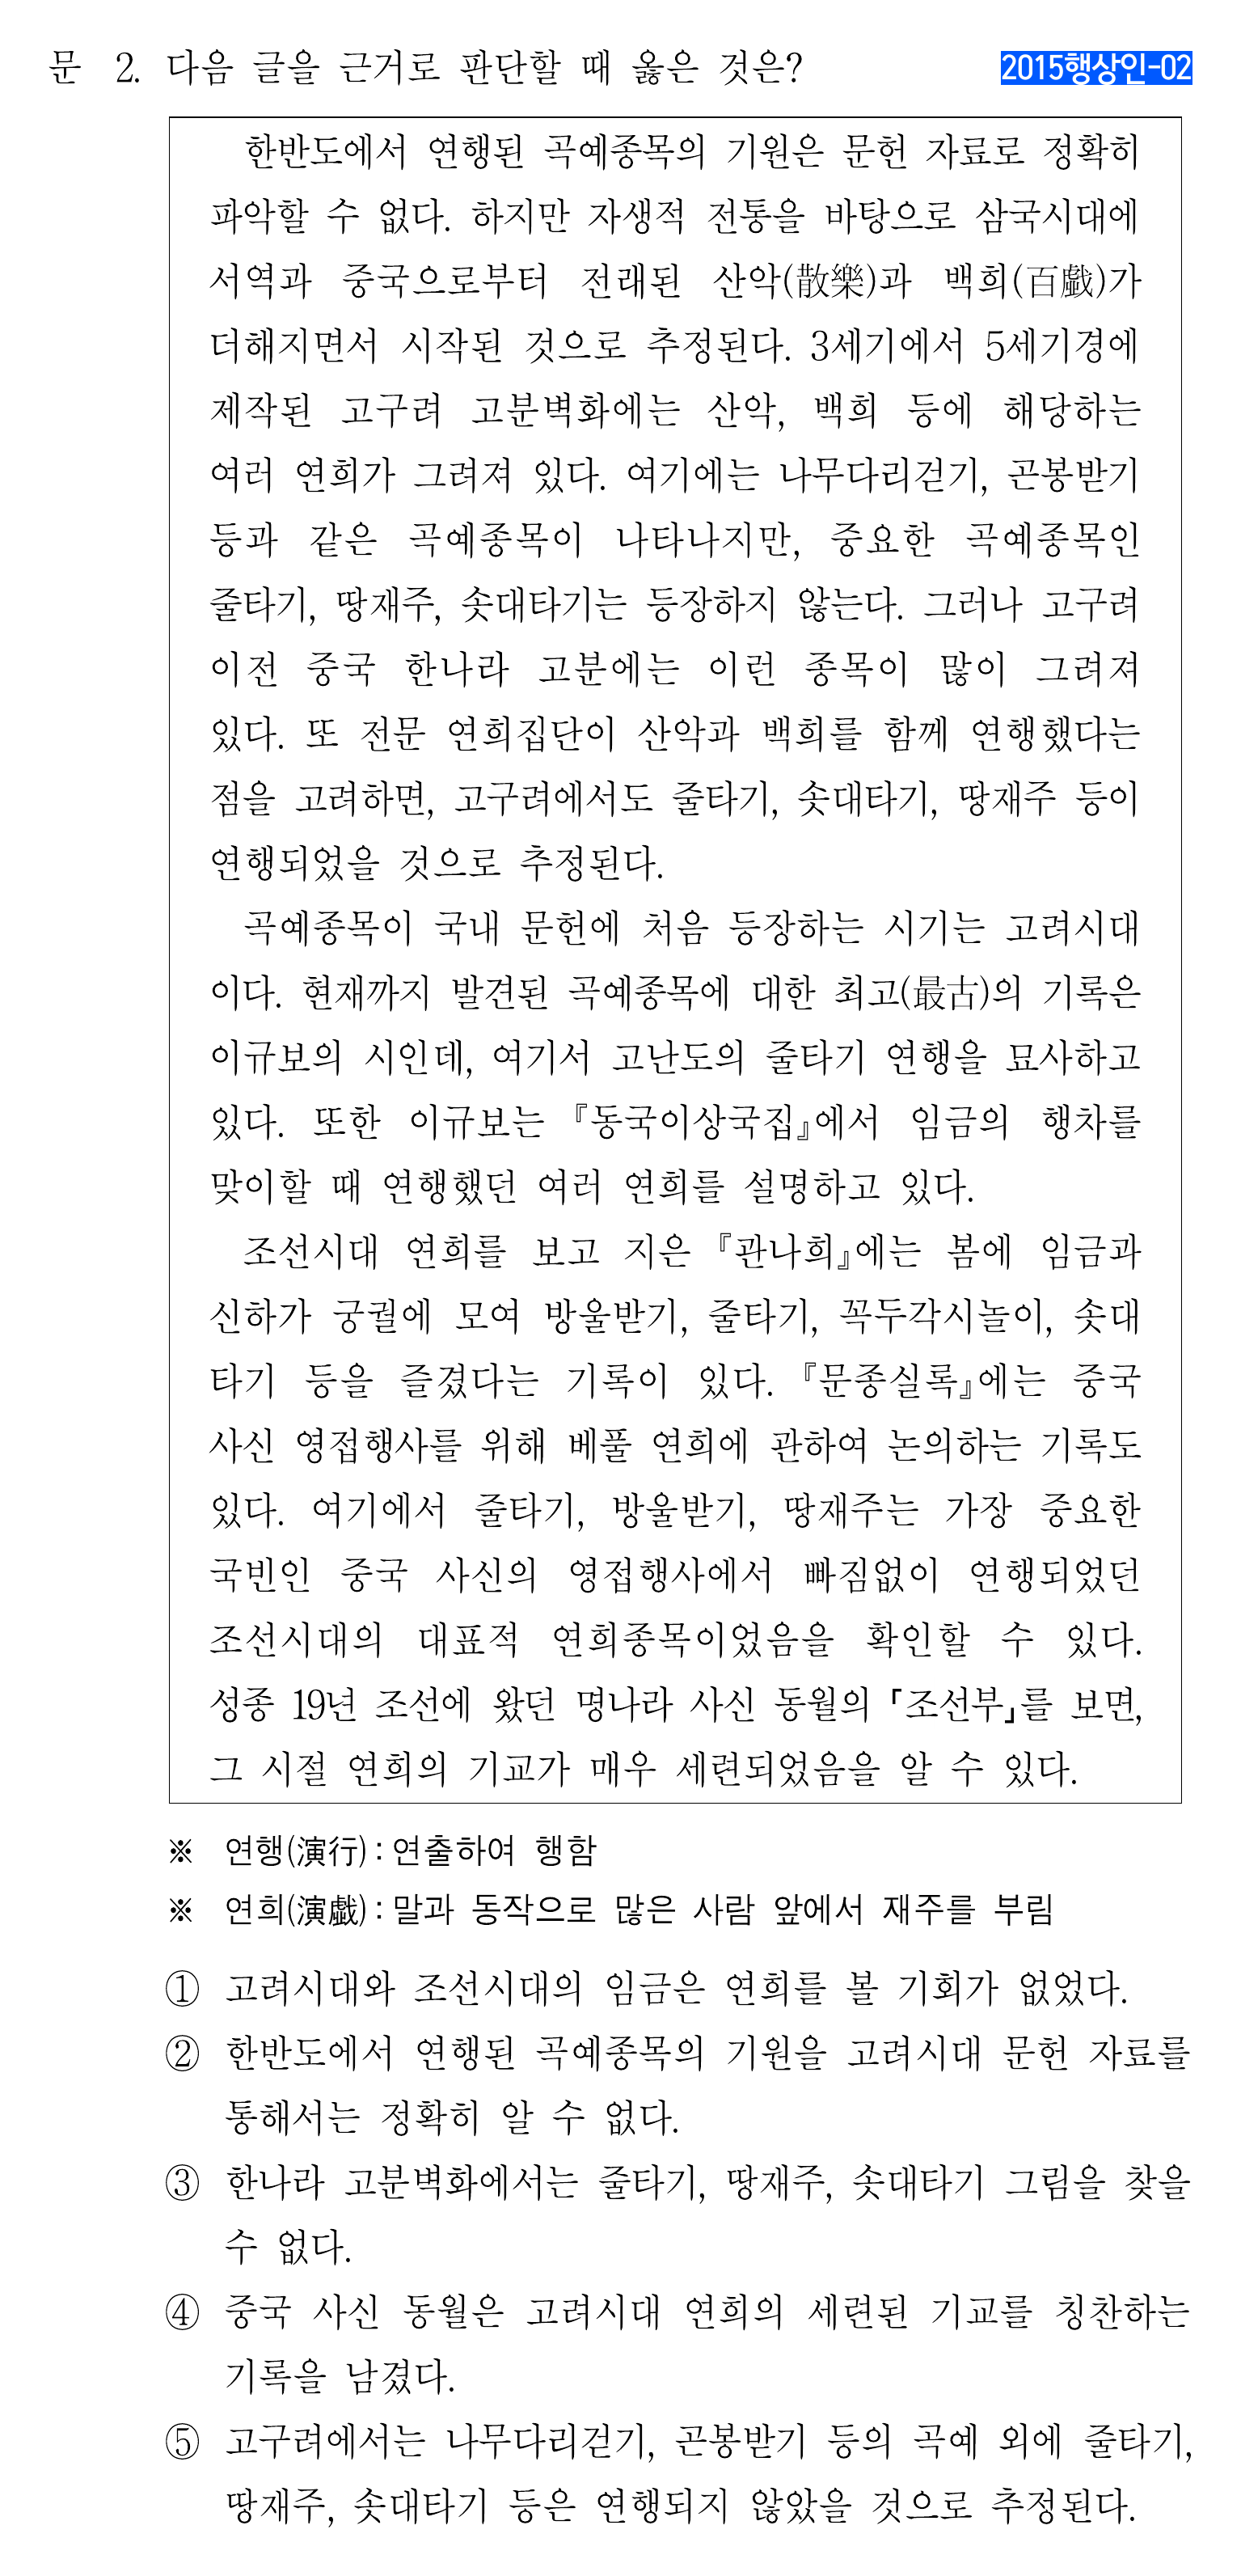 문 2. 다음 글을 근거로 판단할 때 옳은 것은?
2015행상인-02
한반도에서 연행된 곡예종목의 기원은 문헌 자료로 정확히
파악할 수 없다. 하지만 자생적 전통을 바탕으로 삼국시대에
서역과 중국으로부터 전래된 산악(散樂)과 백희(百戲)가
더해지면서 시작된 것으로 추정된다. 3세기에서 5세기경에
제작된 고구려 고분벽화에는 산악, 백희 등에 해당하는
여러 연희가 그려져 있다. 여기에는 나무다리걷기, 곤봉받기
등과 같은 곡예종목이 나타나지만, 중요한 곡예종목인
줄타기, 땅재주, 솟대타기는 등장하지 않는다. 그러나 고구려
이전 중국 한나라 고분에는 이런 종목이 많이 그려져
있다. 또 전문 연희집단이 산악과 백희를 함께 연행했다는
점을 고려하면, 고구려에서도 줄타기, 솟대타기, 땅재주 등이
연행되었을 것으로 추정된다.
곡예종목이 국내 문헌에 처음 등장하는 시기는 고려시대
이다. 현재까지 발견된 곡예종목에 대한 최고(最古)의 기록은
이규보의 시인데, 여기서 고난도의 줄타기 연행을 묘사하고
있다. 또한 이규보는 『동국이상국집』에서 임금의 행차를
맞이할 때 연행했던 여러 연희를 설명하고 있다.
조선시대 연희를 보고 지은 『관나희』에는 봄에 임금과
신하가 궁궐에 모여 방울받기, 줄타기, 꼭두각시놀이, 솟대
타기 등을 즐겼다는 기록이 있다. 『문종실록』에는 중국
사신 영접행사를 위해 베풀 연희에 관하여 논의하는 기록도
있다. 여기에서 줄타기, 방울받기, 땅재주는 가장 중요한
국빈인 중국 사신의 영접행사에서 빠짐없이 연행되었던
조선시대의 대표적 연희종목이었음을 확인할 수 있다.
성종 19년 조선에 왔던 명나라 사신 동월의 「조선부」를 보면,
그 시절 연희의 기교가 매우 세련되었음을 알 수 있다.
※ 연행(演行) : 연출하여 행함
※ 연희(演戲) : 말과 동작으로 많은 사람 앞에서 재주를 부림
① 고려시대와 조선시대의 임금은 연희를 볼 기회가 없었다.
② 한반도에서 연행된 곡예종목의 기원을 고려시대 문헌 자료를
통해서는 정확히 알 수 없다.
③ 한나라 고분벽화에서는 줄타기, 땅재주, 솟대타기 그림을 찾을
수 없다.
④ 중국 사신 동월은 고려시대 연희의 세련된 기교를 칭찬하는
기록을 남겼다.
⑤ 고구려에서는 나무다리걷기, 곤봉받기 등의 곡예 외에 줄타기,
땅재주, 솟대타기 등은 연행되지 않았을 것으로 추정된다.